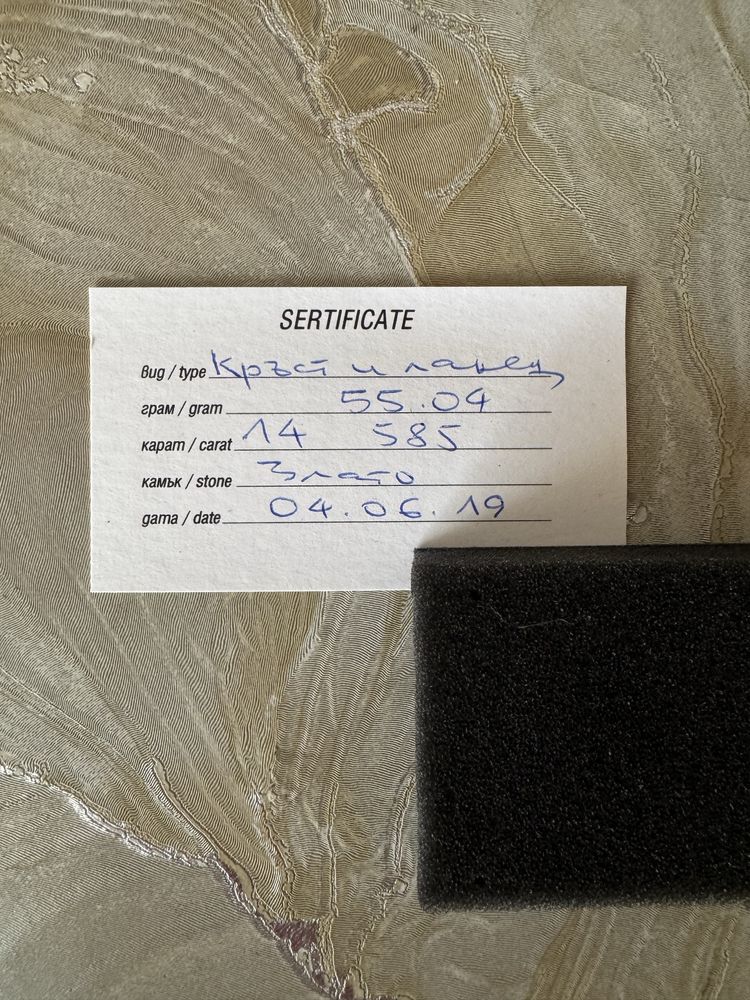 SERTIFICATE
вид / type Кръст и ланец
грам / gram 55.04
карат / carat 14 585
камък / stone Злато
дата / date 04.06.19